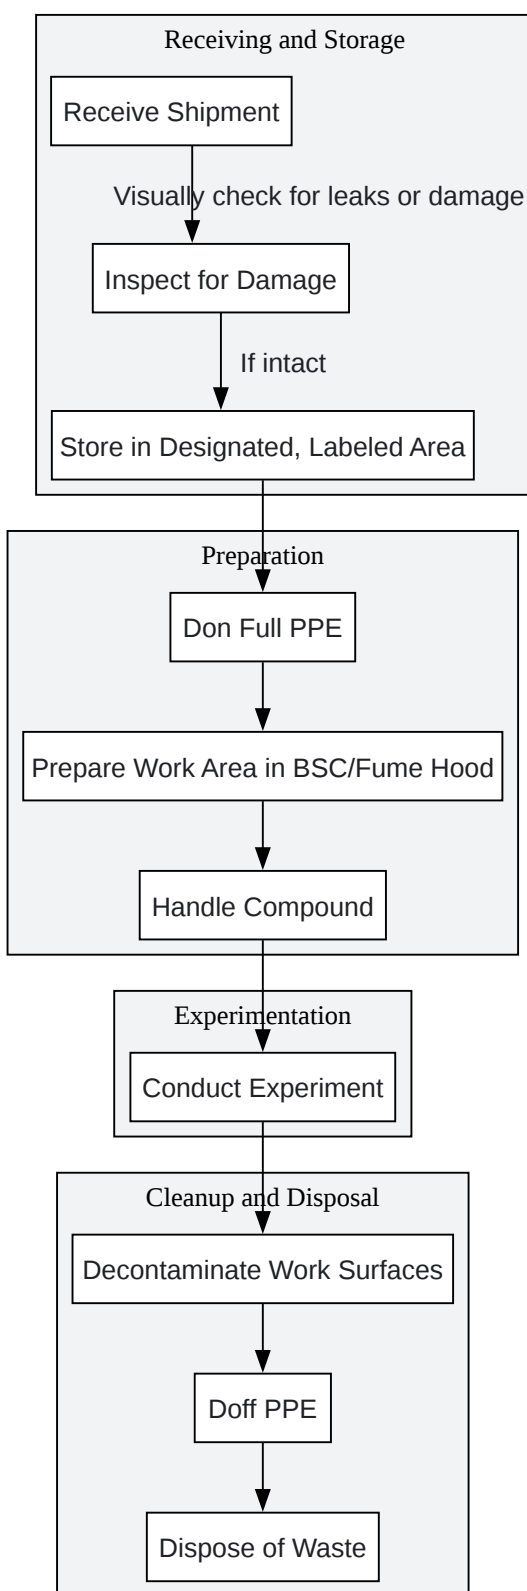 Receiving and Storage
Receive Shipment
Visually check for leaks or damage
Inspect for Damage
If intact
Store in Designated, Labeled Area
Preparation
Don Full PPE
Prepare Work Area in BSC/Fume Hood
Handle Compound
Experimentation
Conduct Experiment
Cleanup and Disposal
Decontaminate Work Surfaces
Doff PPE
Dispose of Waste